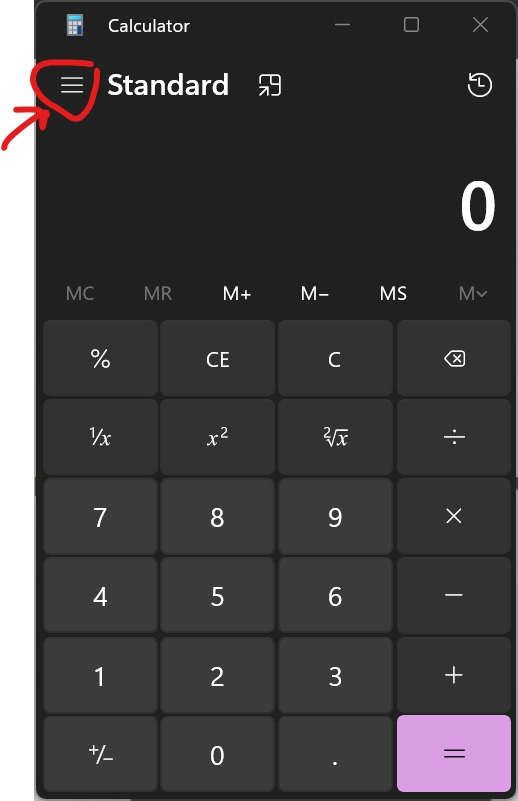 Calculator
Standard
0
MC MR M+ M− MS M
% CE C
¹/x x² ²√x ÷
7 8 9 ×
4 5 6 −
1 2 3 +
+/− 0 . =